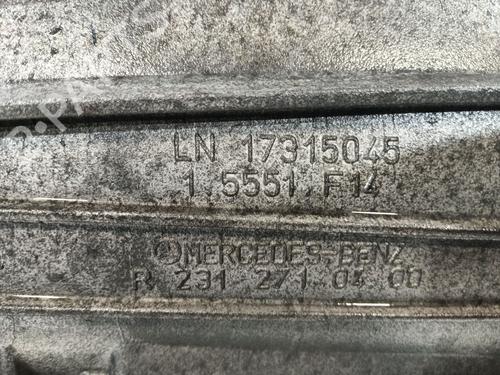 LN 17315045
1.5551 F14
MERCEDES-BENZ
R 231 271 04 00